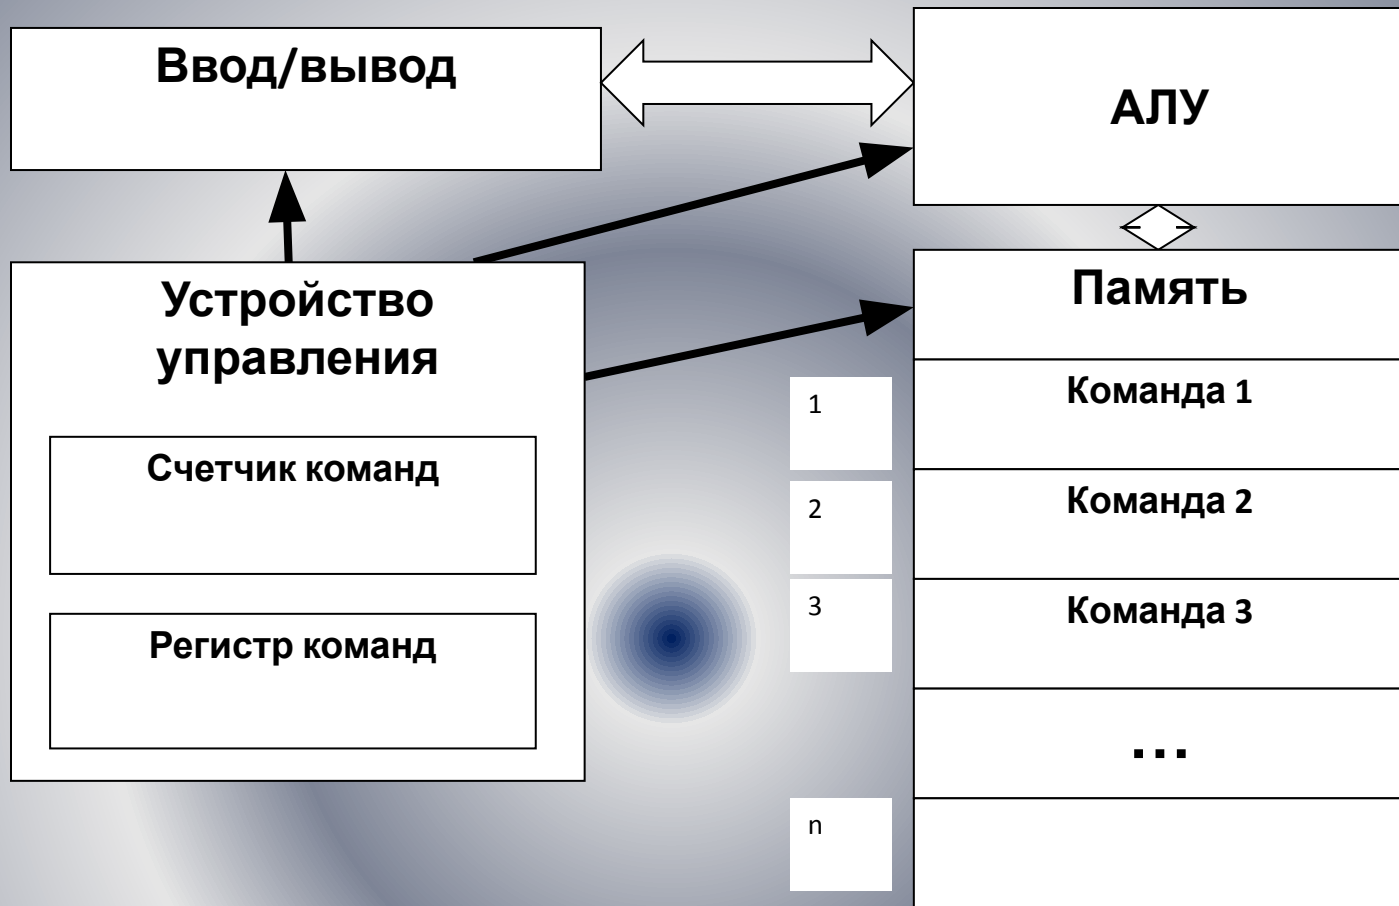 Ввод/вывод
АЛУ
Устройство
управления
Счетчик команд
Регистр команд
Память
1
Команда 1
2
Команда 2
3
Команда 3
...
n